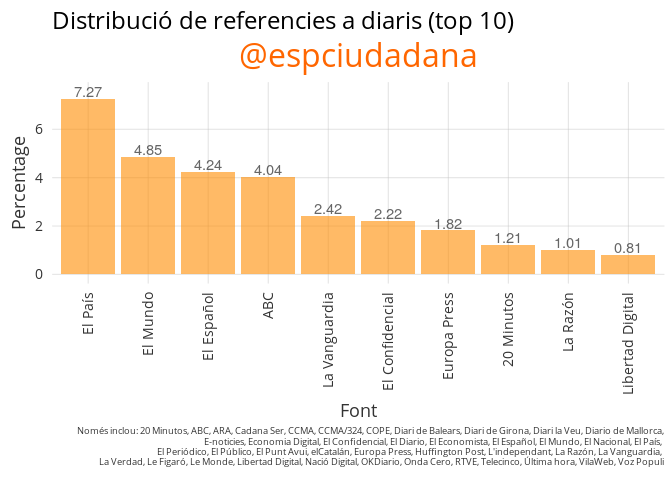 Distribució de referencies a diaris (top 10)
@espciudadana
7.27
4.85
4.24
4.04
2.42
2.22
1.82
1.21
1.01
0.81
Percentage
6
4
2
0
El País
El Mundo
El Español
ABC
La Vanguardia
El Confidencial
Europa Press
20 Minutos
La Razón
Libertad Digital
Font
Només inclou: 20 Minutos, ABC, ARA, Cadana Ser, CCMA, CCMA/324, COPE, Diari de Balears, Diari de Girona, Diari la Veu, Diario de Mallorca,
E-noticies, Economia Digital, El Confidencial, El Diario, El Economista, El Español, El Mundo, El Nacional, El País,
El Periódico, El Público, El Punt Avui, elCatalán, Europa Press, Huffington Post, L'independant, La Razón, La Vanguardia,
La Verdad, Le Figaró, Le Monde, Libertad Digital, Nació Digital, OKDiario, Onda Cero, RTVE, Telecinco, Última hora, VilaWeb, Voz Populi